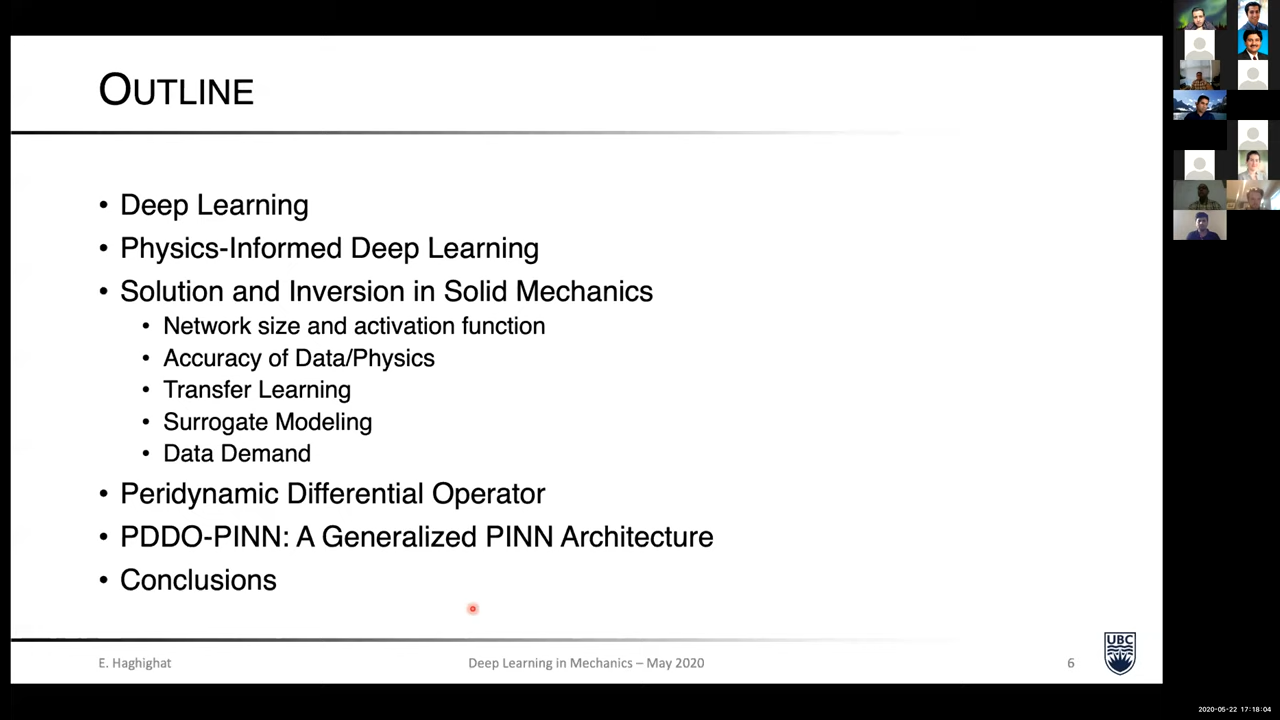 OUTLINE
• Deep Learning
• Physics-Informed Deep Learning
• Solution and Inversion in Solid Mechanics
• Network size and activation function
• Accuracy of Data/Physics
• Transfer Learning
• Surrogate Modeling
• Data Demand
• Peridynamic Differential Operator
• PDDO-PINN: A Generalized PINN Architecture
• Conclusions
E. Haghighat
Deep Learning in Mechanics – May 2020
6
UBC
2020-05-22 17:18:04